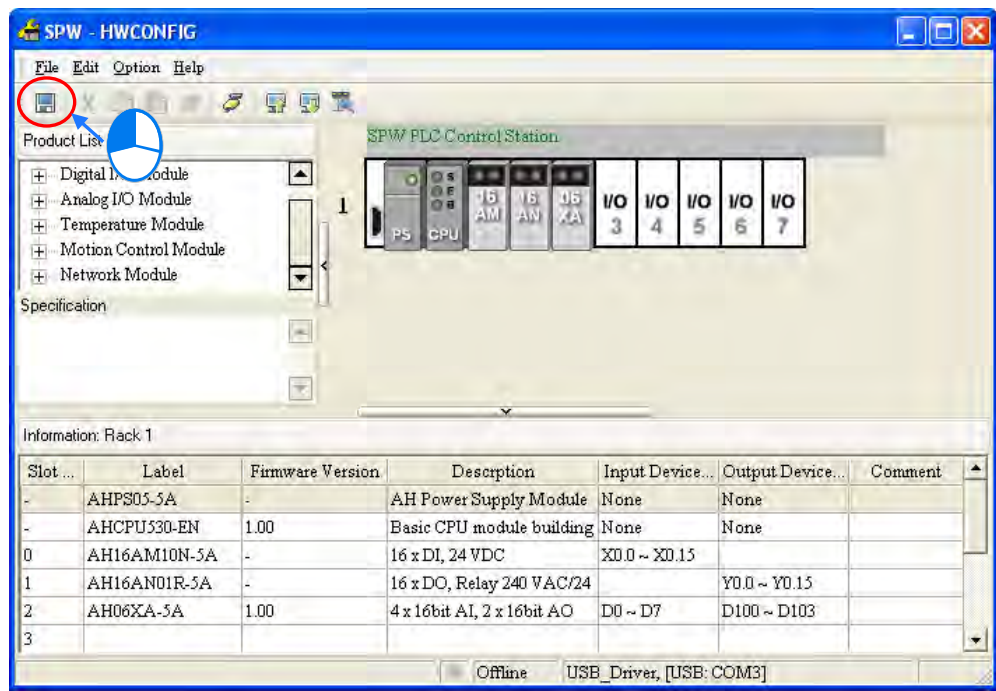 SPW - HWCONFIG
File Edit Option Help
Product List
SPW PLC Control Station
Digital I/O Module
Analog I/O Module
Temperature Module
Motion Control Module
Network Module
1
PS
CPU
S
E
B
16 AM
16 AN
06 XA
I/O 3
I/O 4
I/O 5
I/O 6
I/O 7
Specification
Information: Rack 1
Slot ... Label Firmware Version Descrption Input Device... Output Device... Comment
- AHPS05-5A - AH Power Supply Module None None
- AHCPU530-EN 1.00 Basic CPU module building None None
0 AH16AM10N-5A - 16 x DI, 24 VDC X0.0 ~ X0.15
1 AH16AN01R-5A - 16 x DO, Relay 240 VAC/24 Y0.0 ~ Y0.15
2 AH06XA-5A 1.00 4 x 16bit AI, 2 x 16bit AO D0 ~ D7 D100 ~ D103
3
Offline USB_Driver, [USB: COM3]